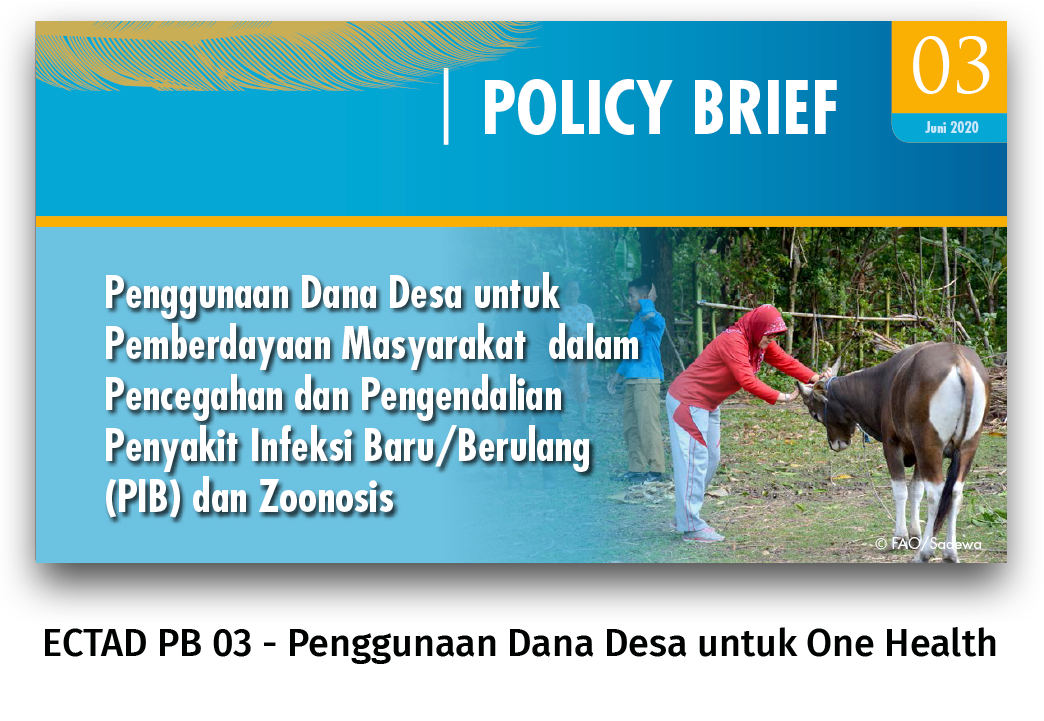 POLICY BRIEF
03
Juni 2020
Penggunaan Dana Desa untuk
Pemberdayaan Masyarakat dalam
Pencegahan dan Pengendalian
Penyakit Infeksi Baru/Berulang
(PIB) dan Zoonosis
© FAO/Sadewa
ECTAD PB 03 - Penggunaan Dana Desa untuk One Health